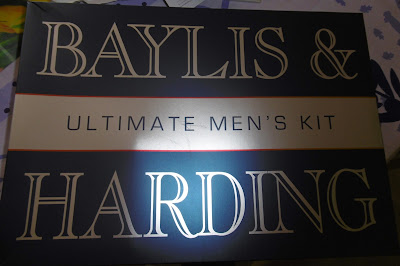 BAYLIS &
ULTIMATE MEN'S KIT
HARDING